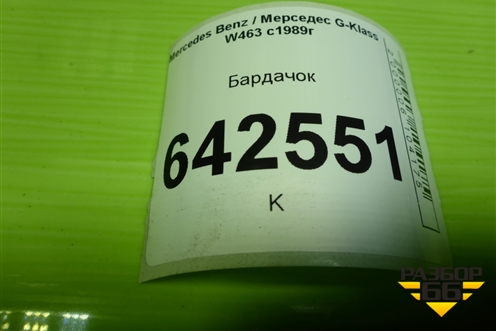 Mercedes Benz / Мерседес G-Klass
W463 с1989г
Бардачок
642551
К
РАЗБОР
66